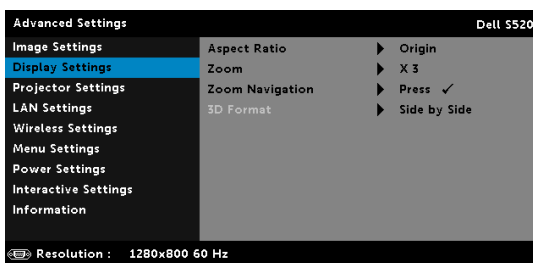 Advanced Settings Dell S520
Image Settings
Display Settings
Projector Settings
LAN Settings
Wireless Settings
Menu Settings
Power Settings
Interactive Settings
Information
Aspect Ratio Origin
Zoom X 3
Zoom Navigation Press ✓
3D Format Side by Side
Resolution : 1280x800 60 Hz